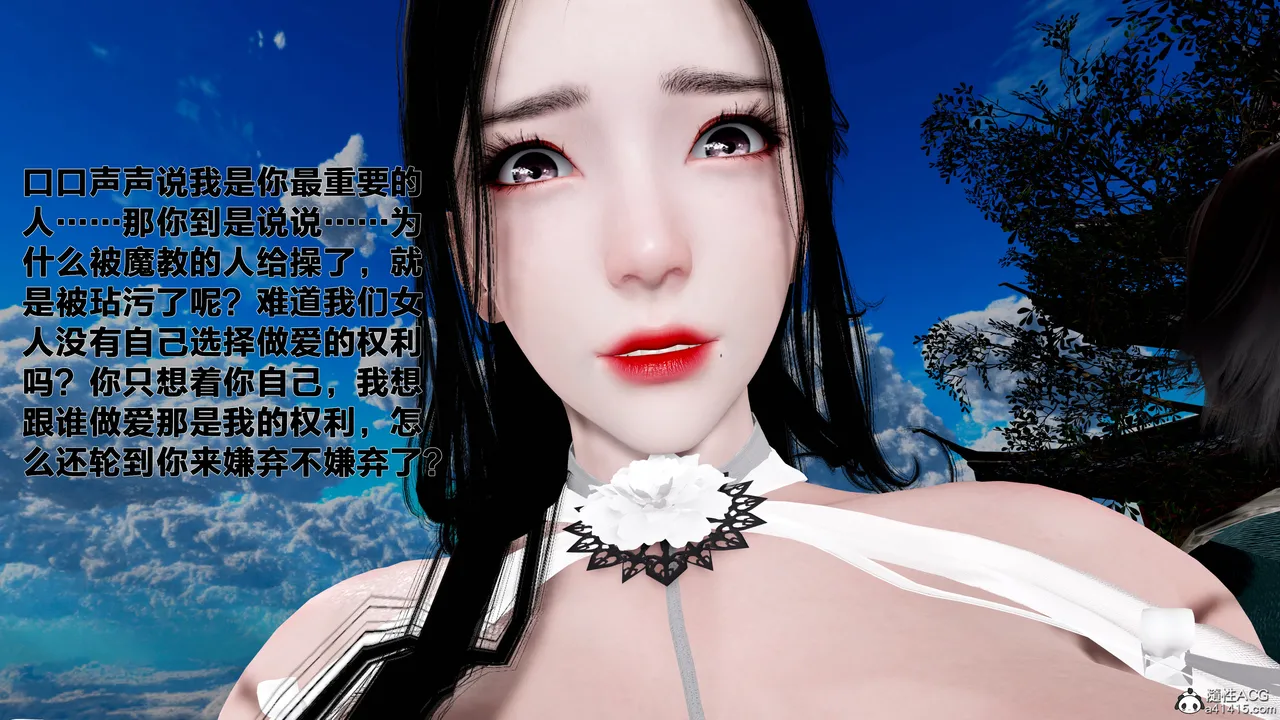 口口声声说我是你最重要的
人……那你到是说说……为
什么被魔教的人给操了，就
是被玷污了呢？难道我们女
人没有自己选择做爱的权利
吗？你只想着你自己，我想
跟谁做爱那是我的权利，怎
么还轮到你来嫌弃不嫌弃了？
随性ACG
a41415.com